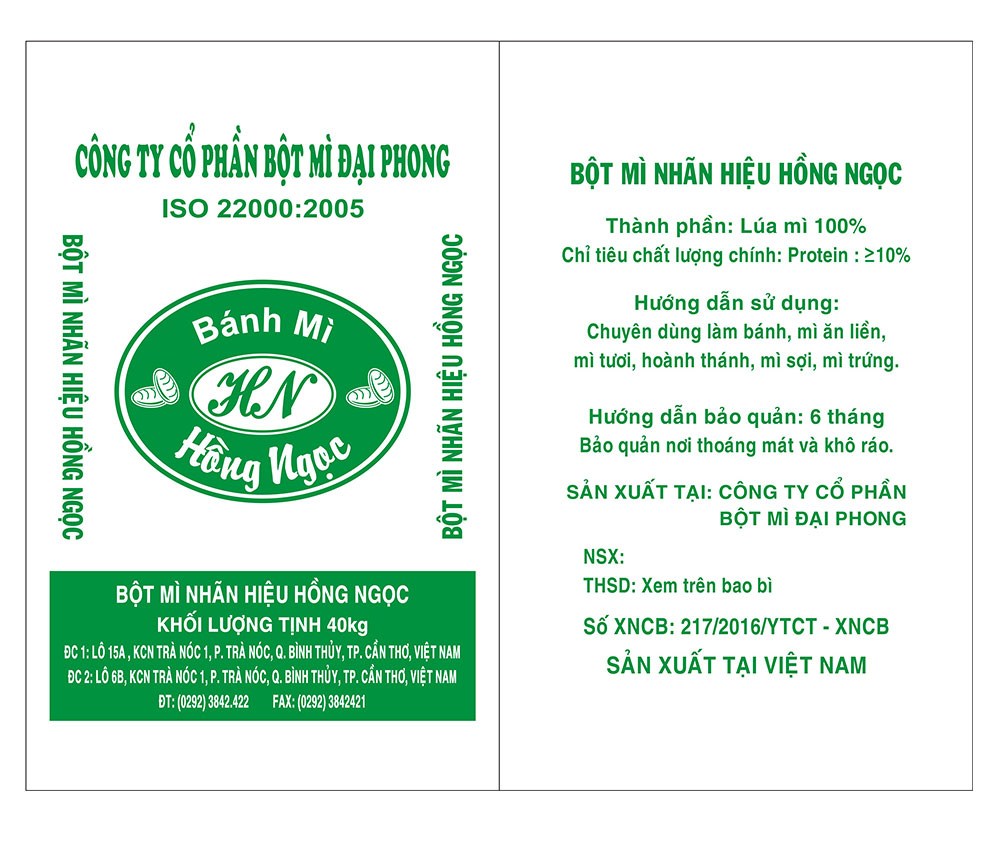 CÔNG TY CỔ PHẦN BỘT MÌ ĐẠI PHONG
ISO 22000:2005
BỘT MÌ NHÃN HIỆU HỒNG NGỌC
Bánh Mì
HN
Hồng Ngọc
BỘT MÌ NHÃN HIỆU HỒNG NGỌC
BỘT MÌ NHÃN HIỆU HỒNG NGỌC
KHỐI LƯỢNG TỊNH 40kg
ĐC 1: LÔ 15A , KCN TRÀ NÓC 1, P. TRÀ NÓC, Q. BÌNH THỦY, TP. CẦN THƠ, VIỆT NAM
ĐC 2: LÔ 6B, KCN TRÀ NÓC 1, P. TRÀ NÓC, Q. BÌNH THỦY, TP. CẦN THƠ, VIỆT NAM
ĐT: (0292) 3842.422 FAX: (0292) 3842421
BỘT MÌ NHÃN HIỆU HỒNG NGỌC
Thành phần: Lúa mì 100%
Chỉ tiêu chất lượng chính: Protein : ≥10%
Hướng dẫn sử dụng:
Chuyên dùng làm bánh, mì ăn liền,
mì tươi, hoành thánh, mì sợi, mì trứng.
Hướng dẫn bảo quản: 6 tháng
Bảo quản nơi thoáng mát và khô ráo.
SẢN XUẤT TẠI: CÔNG TY CỔ PHẦN
BỘT MÌ ĐẠI PHONG
NSX:
THSD: Xem trên bao bì
Số XNCB: 217/2016/YTCT - XNCB
SẢN XUẤT TẠI VIỆT NAM